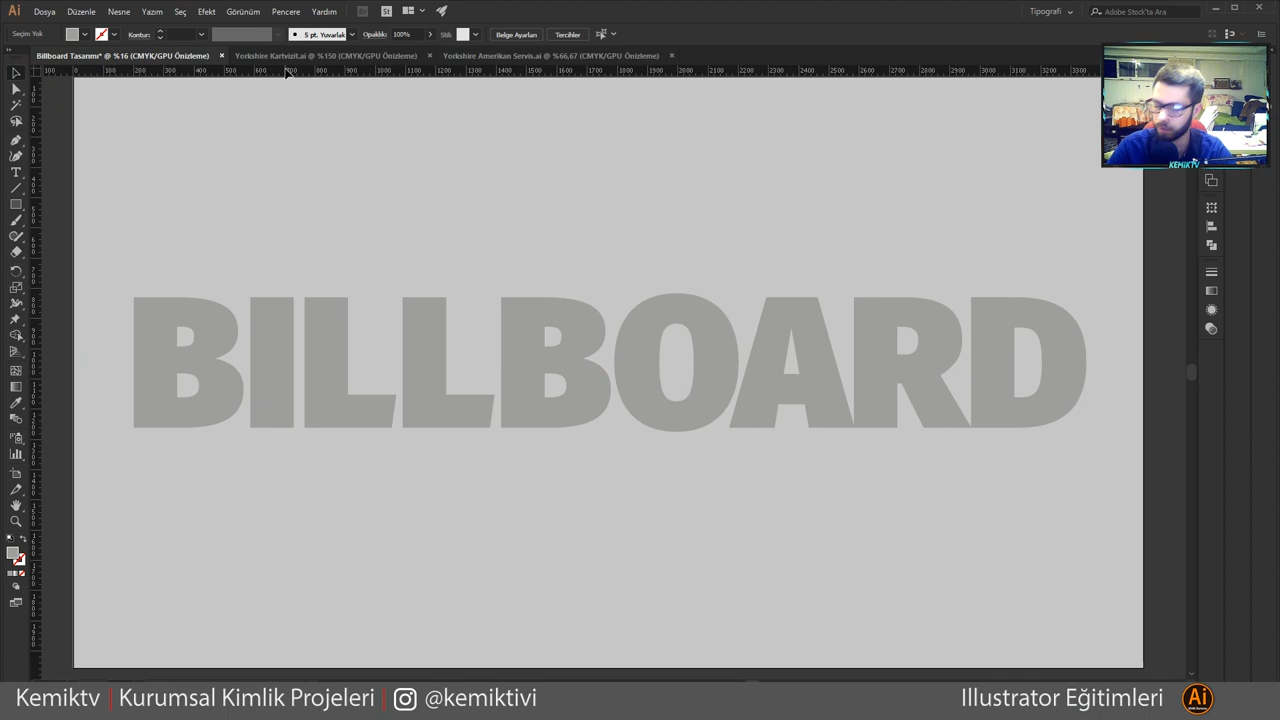 Ai Dosya Düzenle Nesne Yazım Seç Efekt Görünüm Pencere Yardım Br St Tipografi Adobe Stock'ta Ara
Seçim Yok Kontur: 5 pt. Yuvarlak Opaklık: 100% Stil: Belge Ayarları Tercihler
Billboard Tasarımı* @ %16 (CMYK/GPU Önizleme) × Yorkshire Kartvizit.ai @ %150 (CMYK/GPU Önizleme) × Yorkshire Amerikan Servis.ai @ %66,67 (CMYK/GPU Önizleme) ×
KEMiKTV
BILLBOARD
Kemiktv | Kurumsal Kimlik Projeleri | @kemiktivi Illustrator Eğitimleri Ai